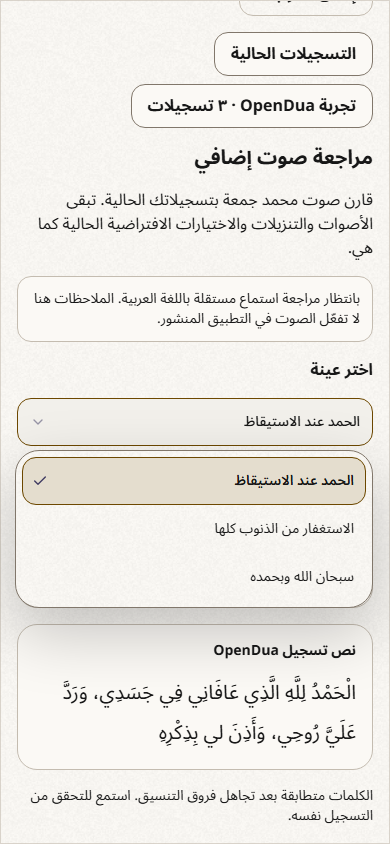 التسجيلات الحالية
تجربة OpenDua · ٣ تسجيلات
مراجعة صوت إضافي
قارن صوت محمد جمعة بتسجيلاتك الحالية. تبقى
الأصوات والتنزيلات والاختيارات الافتراضية الحالية كما
هي.
بانتظار مراجعة استماع مستقلة باللغة العربية. الملاحظات هنا
لا تفعّل الصوت في التطبيق المنشور.
اختر عينة
الحمد عند الاستيقاظ
الحمد عند الاستيقاظ
الاستغفار من الذنوب كلها
سبحان الله وبحمده
نص تسجيل OpenDua
الْحَمْدُ لِلَّهِ الَّذِي عَافَانِي فِي جَسَدِي، وَرَدَّ
عَلَيَّ رُوحِي، وَأَذِنَ لي بِذِكْرِهِ
الكلمات متطابقة بعد تجاهل فروق التنسيق. استمع للتحقق من
التسجيل نفسه.